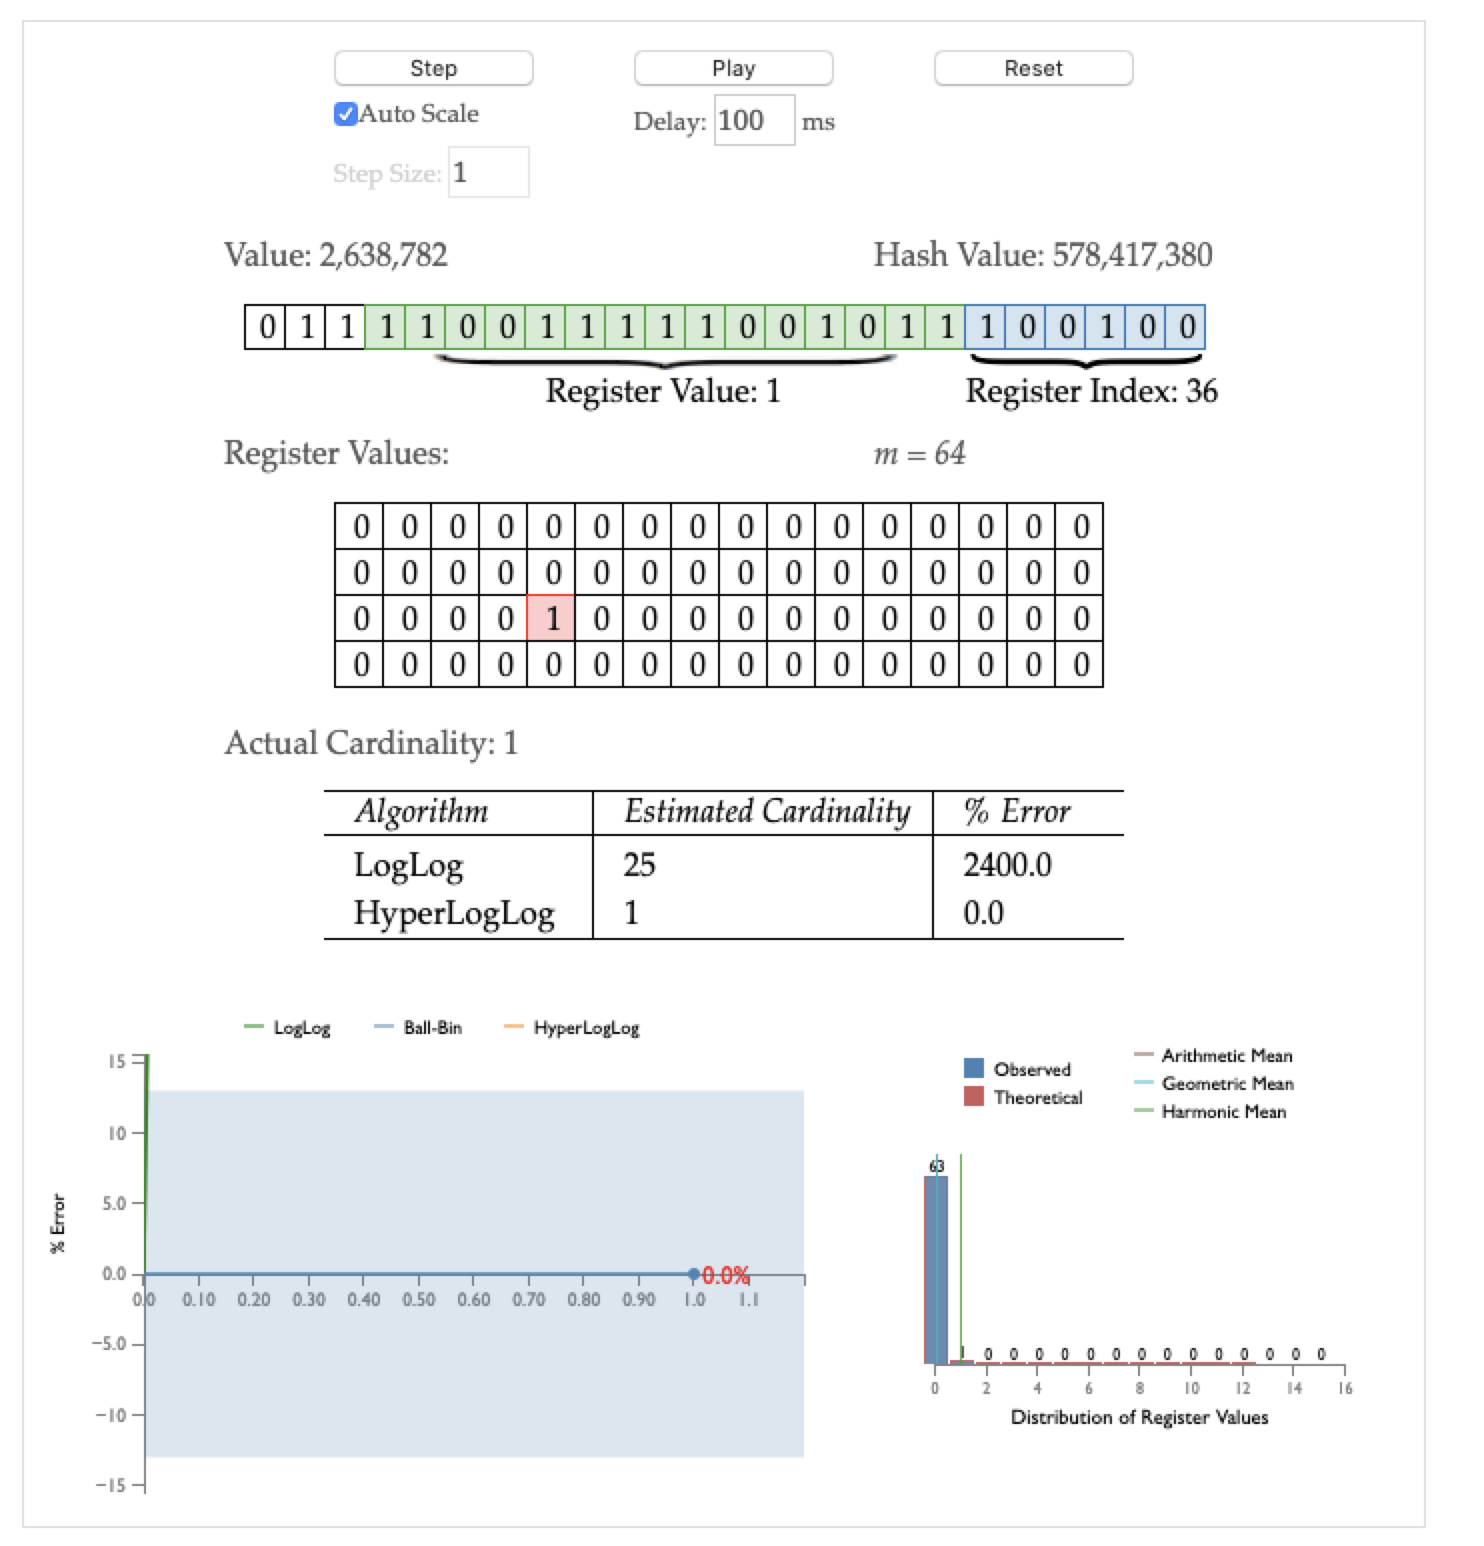 Step Play Reset
Auto Scale Delay: 100 ms
Step Size: 1
Value: 2,638,782 Hash Value: 578,417,380
0 1 1 1 1 0 0 1 1 1 1 1 0 0 1 0 1 1 1 0 0 1 0 0
Register Value: 1 Register Index: 36
Register Values: m = 64
0 0 0 0 0 0 0 0 0 0 0 0 0 0 0 0
0 0 0 0 0 0 0 0 0 0 0 0 0 0 0 0
0 0 0 0 1 0 0 0 0 0 0 0 0 0 0 0
0 0 0 0 0 0 0 0 0 0 0 0 0 0 0 0
Actual Cardinality: 1
Algorithm Estimated Cardinality % Error
LogLog 25 2400.0
HyperLogLog 1 0.0
LogLog Ball-Bin HyperLogLog
15
10
5.0
0.0
−5.0
−10
−15
% Error
0.0%
0.0 0.10 0.20 0.30 0.40 0.50 0.60 0.70 0.80 0.90 1.0 1.1
Observed
Theoretical
Arithmetic Mean
Geometric Mean
Harmonic Mean
63
1 0 0 0 0 0 0 0 0 0 0 0 0 0 0
0 2 4 6 8 10 12 14 16
Distribution of Register Values